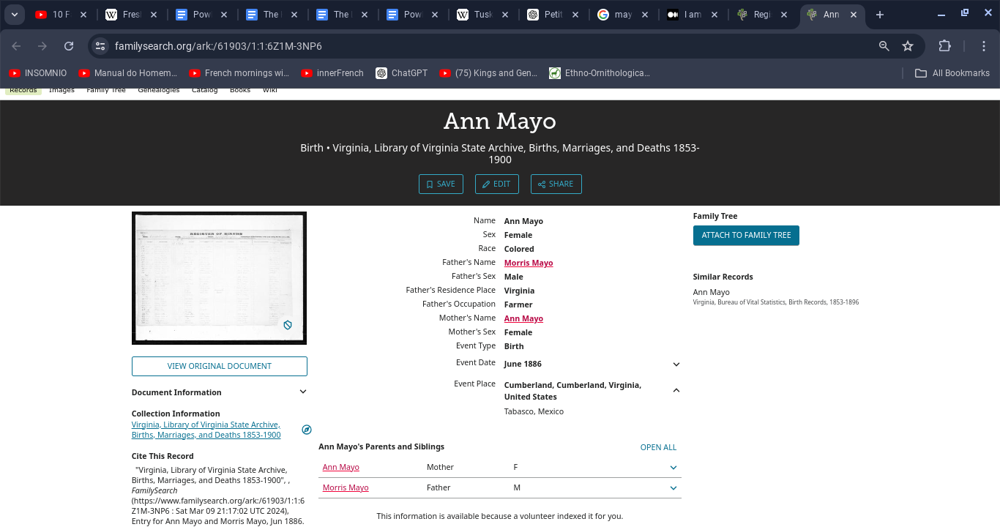 10 F
Fresl
Powe
The I
The I
Powe
Tusk
Petit
may
I am
Regi
Ann
familysearch.org/ark:/61903/1:1:6Z1M-3NP6
INSOMNIO
Manual do Homem...
French mornings wi...
innerFrench
ChatGPT
(75) Kings and Gen...
Ethno-Ornithologica...
All Bookmarks
Records Images Family Tree Genealogies Catalog Books Wiki
Ann Mayo
Birth • Virginia, Library of Virginia State Archive, Births, Marriages, and Deaths 1853-
1900
SAVE
EDIT
SHARE
REGISTER OF BIRTHS
VIEW ORIGINAL DOCUMENT
Document Information
Collection Information
Virginia, Library of Virginia State Archive,
Births, Marriages, and Deaths 1853-1900
Cite This Record
"Virginia, Library of Virginia State Archive,
Births, Marriages, and Deaths 1853-1900", ,
FamilySearch
(https://www.familysearch.org/ark:/61903/1:1:6
Z1M-3NP6 : Sat Mar 09 21:17:02 UTC 2024),
Entry for Ann Mayo and Morris Mayo, Jun 1886.
Name Ann Mayo
Sex Female
Race Colored
Father's Name Morris Mayo
Father's Sex Male
Father's Residence Place Virginia
Father's Occupation Farmer
Mother's Name Ann Mayo
Mother's Sex Female
Event Type Birth
Event Date June 1886
Event Place Cumberland, Cumberland, Virginia,
United States
Tabasco, Mexico
Ann Mayo's Parents and Siblings
OPEN ALL
Ann Mayo Mother F
Morris Mayo Father M
This information is available because a volunteer indexed it for you.
Family Tree
ATTACH TO FAMILY TREE
Similar Records
Ann Mayo
Virginia, Bureau of Vital Statistics, Birth Records, 1853-1896